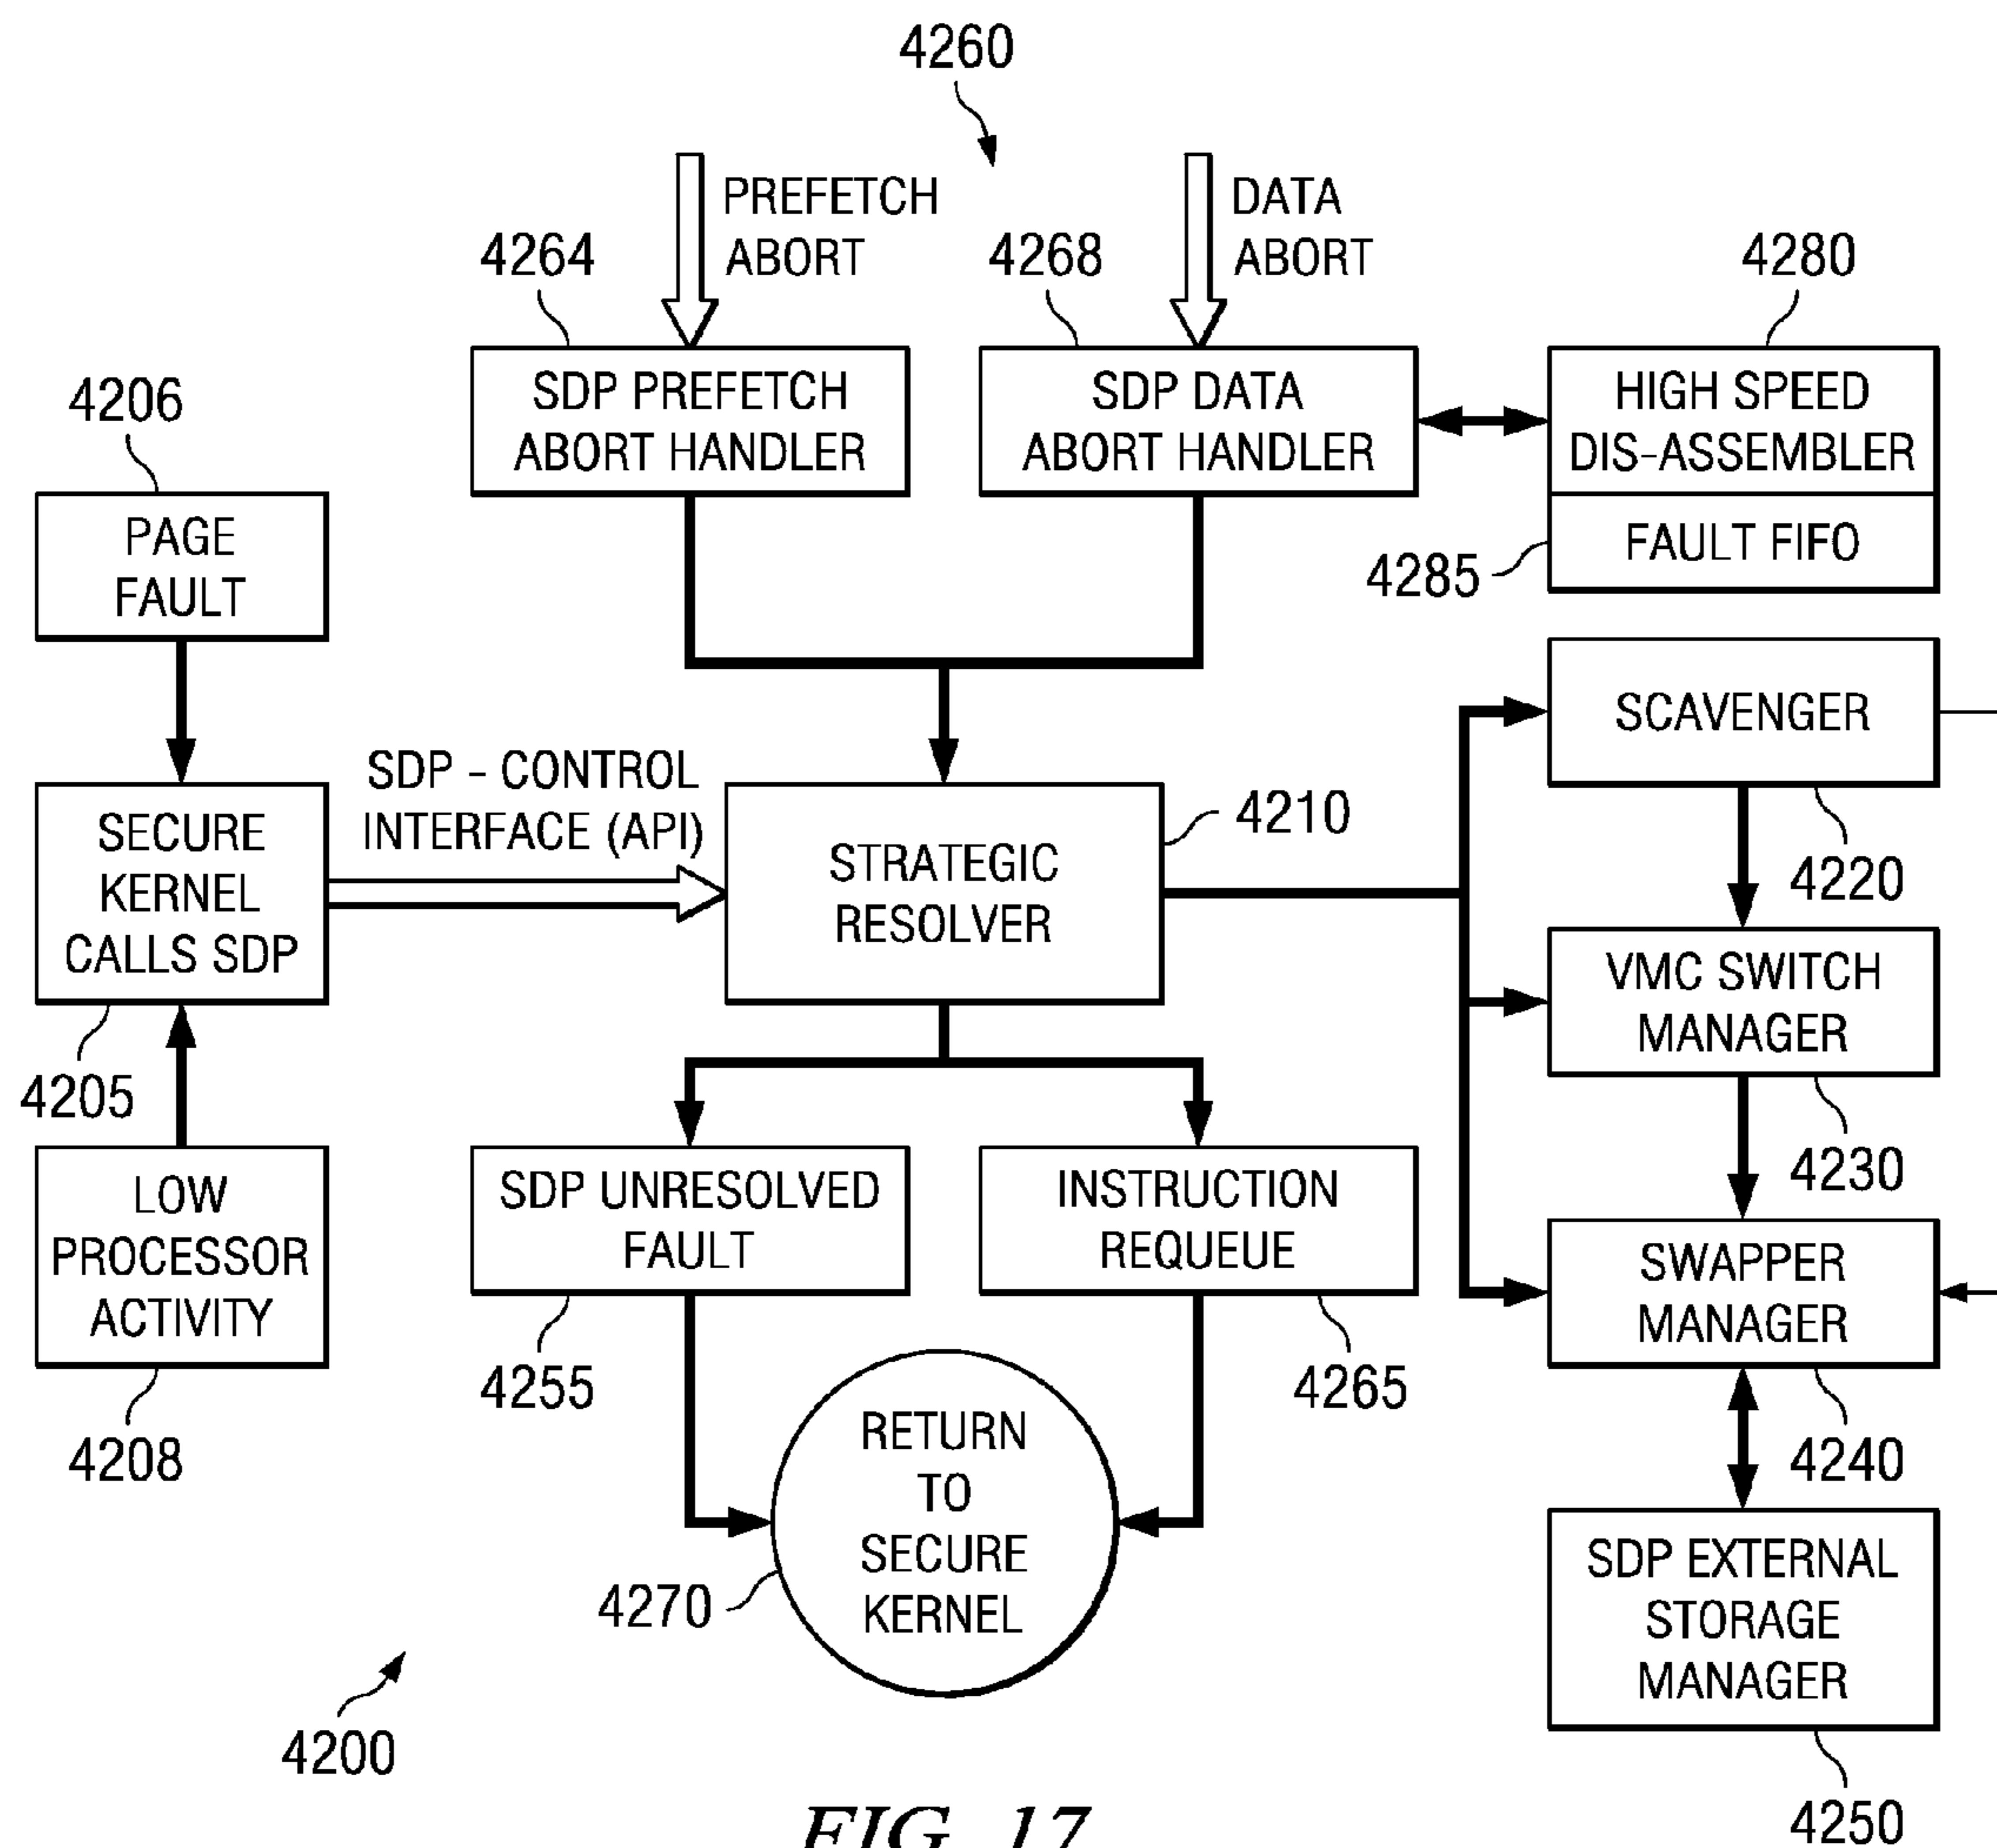 4260
PREFETCH
ABORT
DATA
ABORT
4264
4268
4280
SDP PREFETCH
ABORT HANDLER
SDP DATA
ABORT HANDLER
HIGH SPEED
DIS-ASSEMBLER
FAULT FIFO
4285
4206
PAGE
FAULT
SCAVENGER
4220
SDP - CONTROL
INTERFACE (API)
SECURE
KERNEL
CALLS SDP
4205
STRATEGIC
RESOLVER
4210
VMC SWITCH
MANAGER
4230
LOW
PROCESSOR
ACTIVITY
4208
SDP UNRESOLVED
FAULT
4255
INSTRUCTION
REQUEUE
4265
SWAPPER
MANAGER
4240
RETURN
TO
SECURE
KERNEL
4270
SDP EXTERNAL
STORAGE
MANAGER
4250
4200
FIG. 17